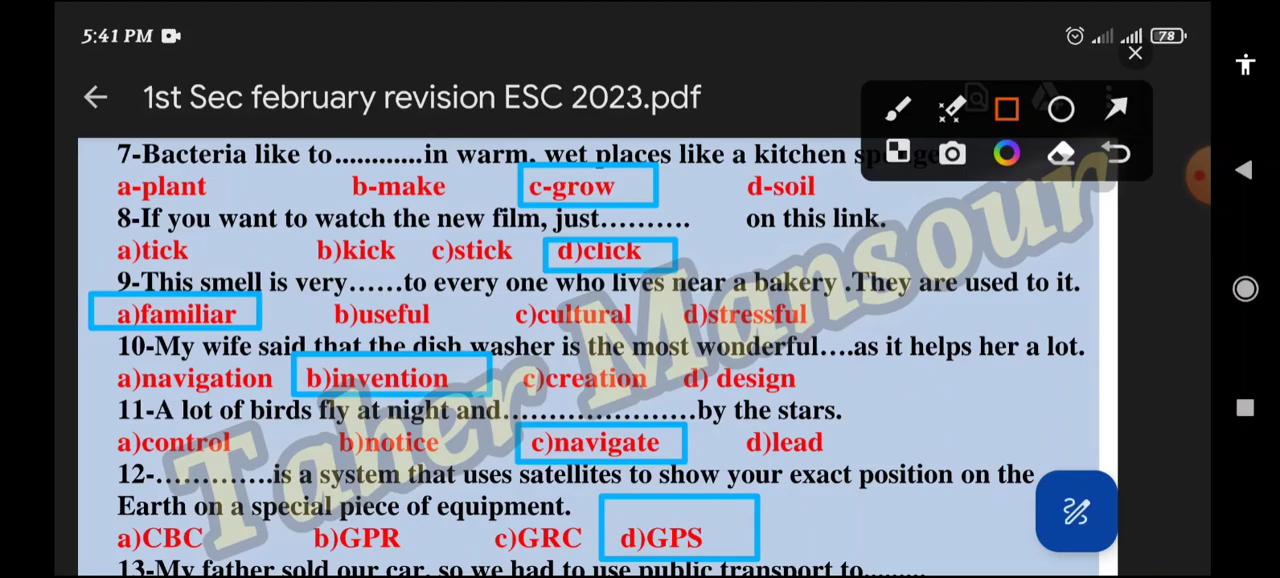 5:41 PM
78
1st Sec february revision ESC 2023.pdf
7-Bacteria like to............in warm, wet places like a kitchen
a-plant b-make c-grow d-soil
8-If you want to watch the new film, just.......... on this link.
a)tick b)kick c)stick d)click
9-This smell is very......to every one who lives near a bakery .They are used to it.
a)familiar b)useful c)cultural d)stressful
10-My wife said that the dish washer is the most wonderful....as it helps her a lot.
a)navigation b)invention c)creation d) design
11-A lot of birds fly at night and.....................by the stars.
a)control b)notice c)navigate d)lead
12-.............is a system that uses satellites to show your exact position on the
Earth on a special piece of equipment.
a)CBC b)GPR c)GRC d)GPS
13-My father sold our car, so we had to use public transport to........
Taher Mansour